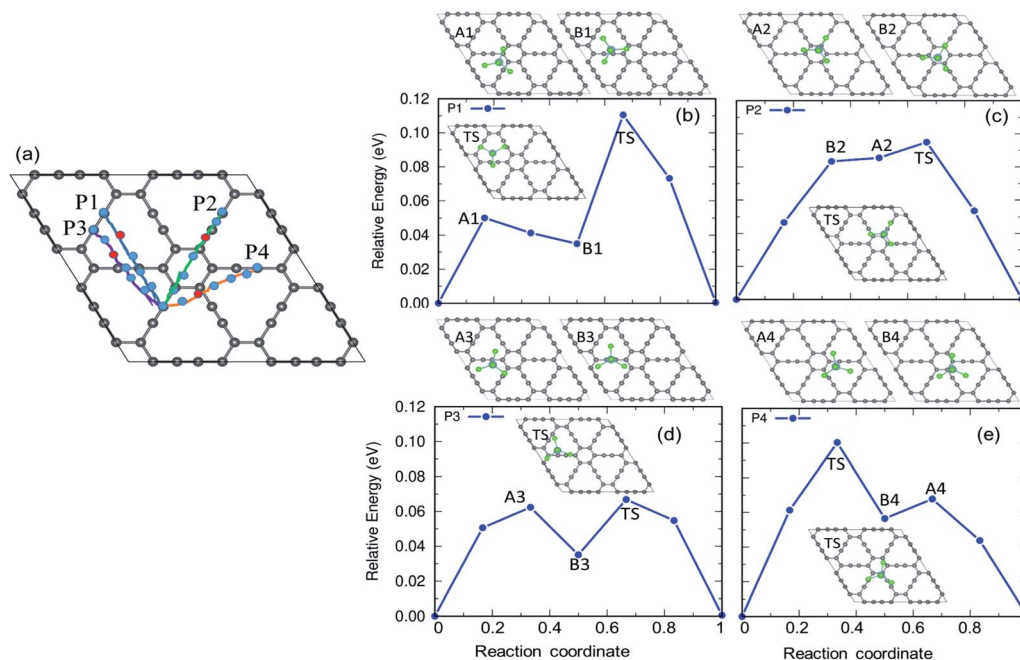 A1
B1
A2
B2
(a)
P1
P2
P3
P4
Relative Energy (eV)
0.12
0.10
0.08
0.06
0.04
0.02
0.00
P1
(b)
TS
A1
B1
TS
P2
(c)
B2
A2
TS
TS
A3
B3
A4
B4
Relative Energy (eV)
0.12
0.10
0.08
0.06
0.04
0.02
0.00
P3
(d)
TS
A3
B3
TS
0 0.2 0.4 0.6 0.8 1
Reaction coordinate
P4
(e)
TS
B4
A4
TS
0 0.2 0.4 0.6 0.8
Reaction coordinate